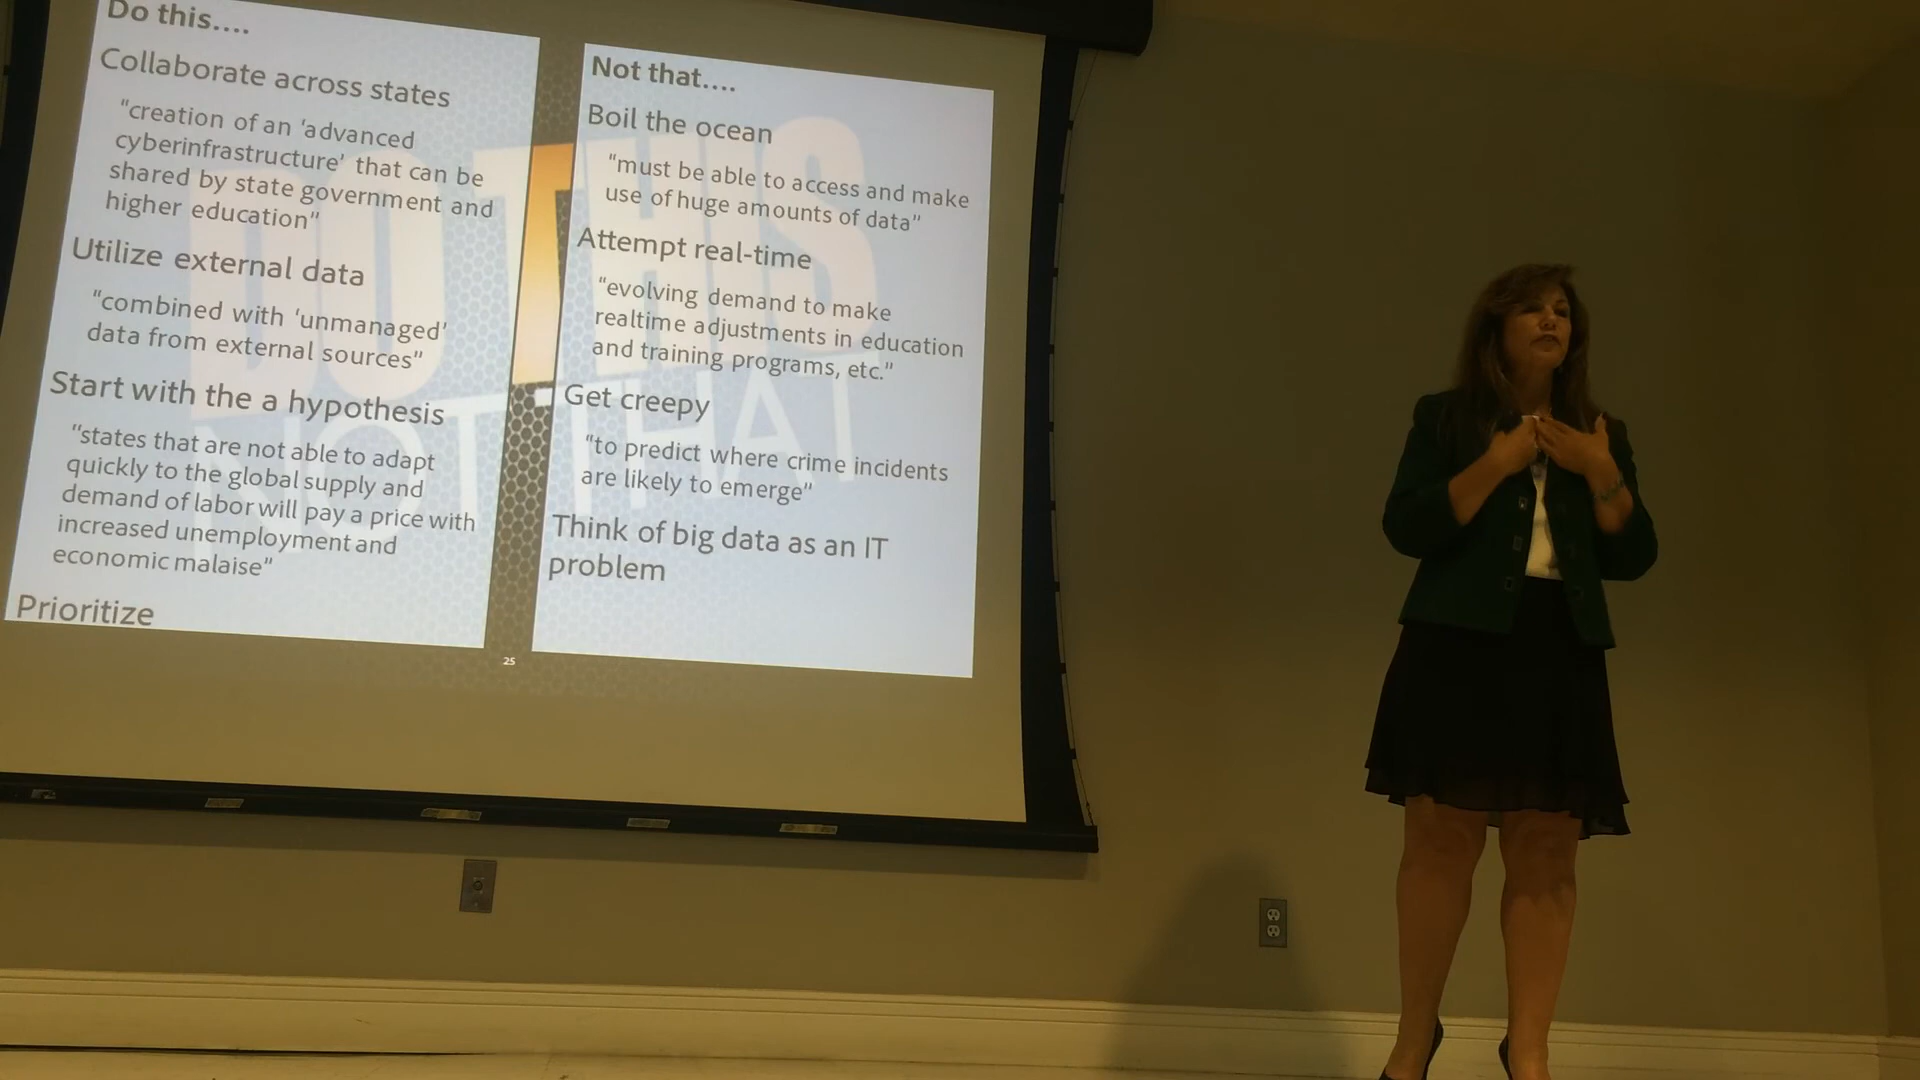 Do this....
Collaborate across states
"creation of an 'advanced
cyberinfrastructure' that can be
shared by state government and
higher education"
Utilize external data
"combined with 'unmanaged'
data from external sources"
Start with the a hypothesis
"states that are not able to adapt
quickly to the global supply and
demand of labor will pay a price with
increased unemployment and
economic malaise"
Prioritize
Not that....
Boil the ocean
"must be able to access and make
use of huge amounts of data"
Attempt real-time
"evolving demand to make
realtime adjustments in education
and training programs, etc."
Get creepy
"to predict where crime incidents
are likely to emerge"
Think of big data as an IT
problem
DO THIS
NOT THAT
25